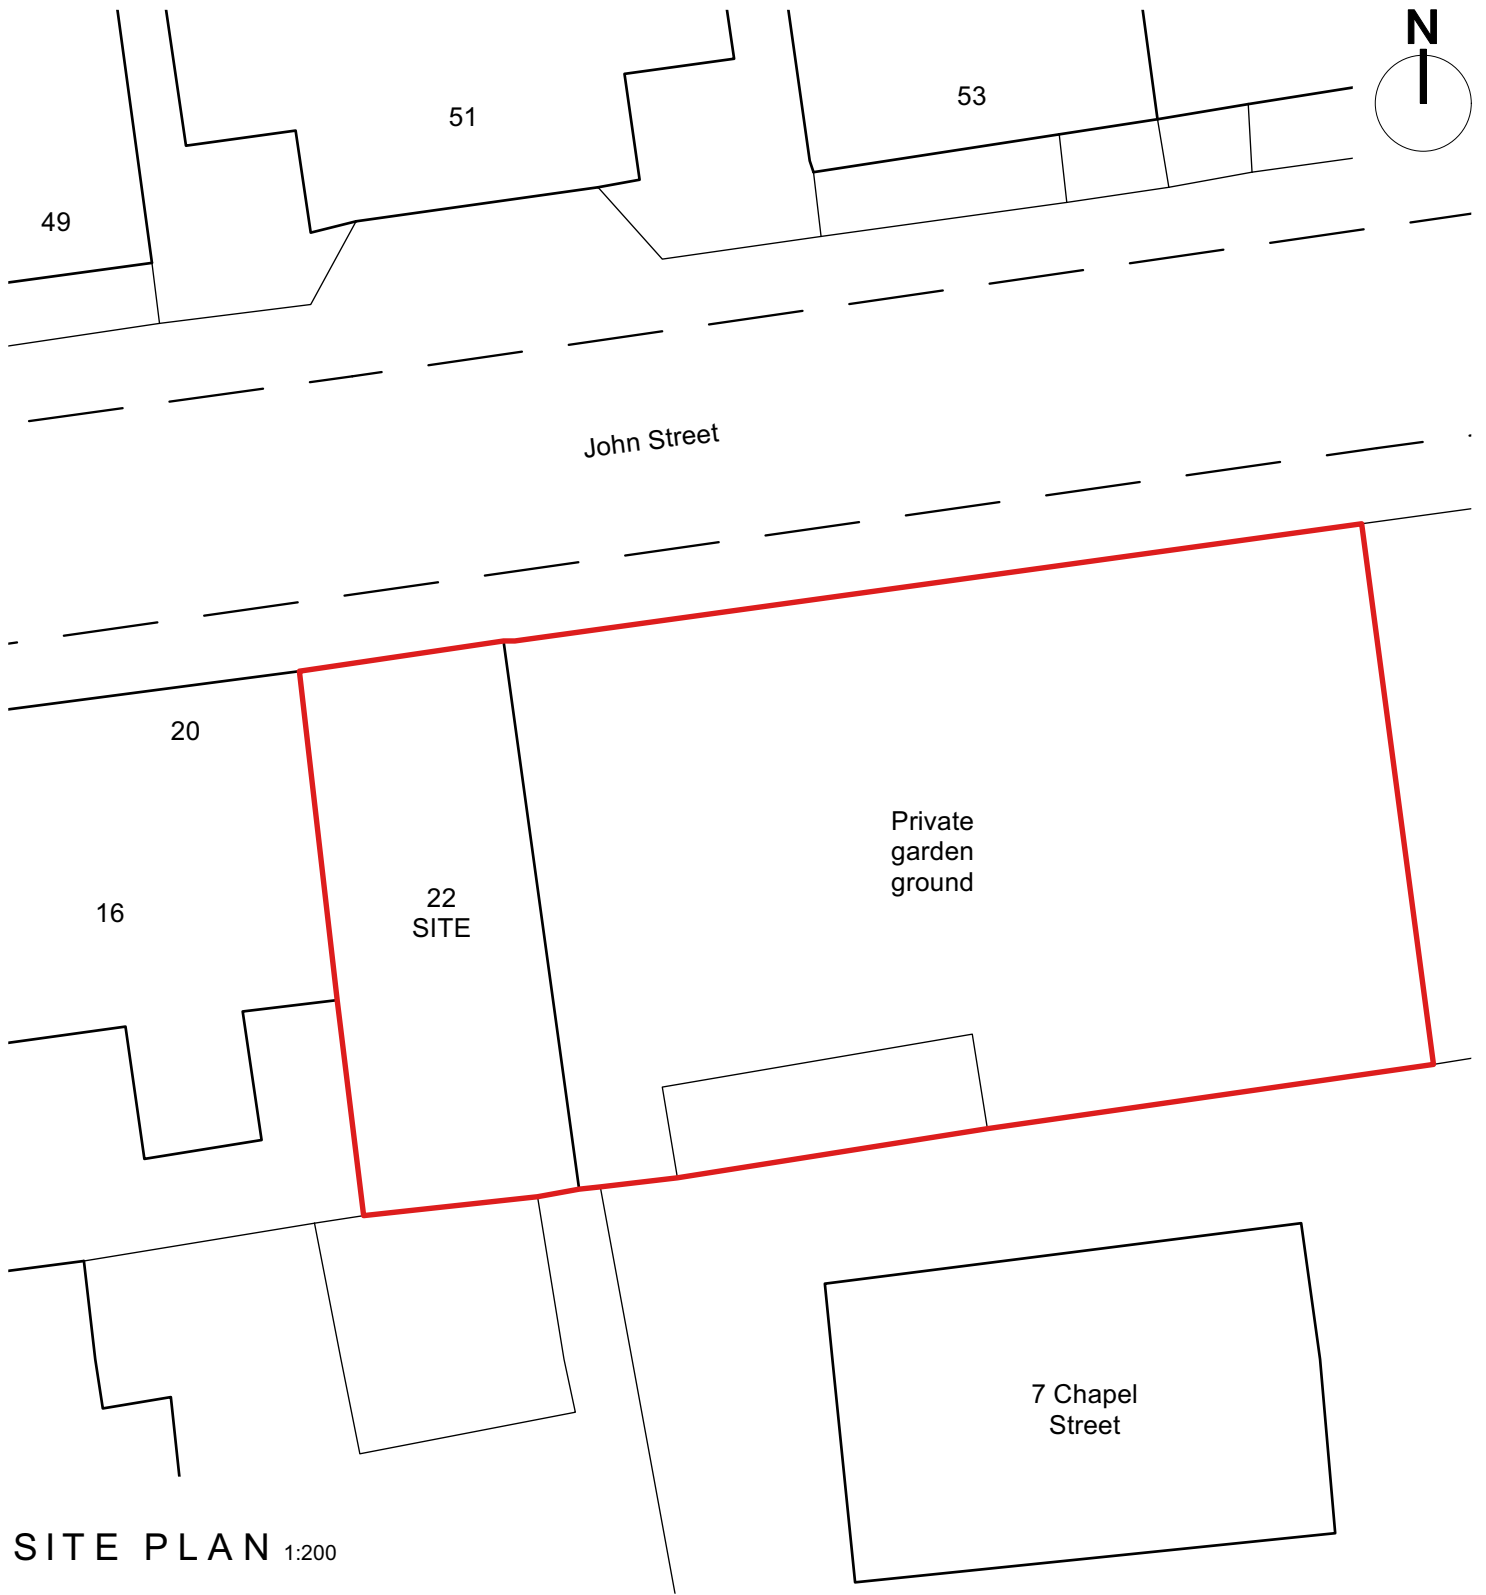 N
51
53
49
John Street
20
Private
garden
ground
22
SITE
16
7 Chapel
Street
SITE PLAN 1:200